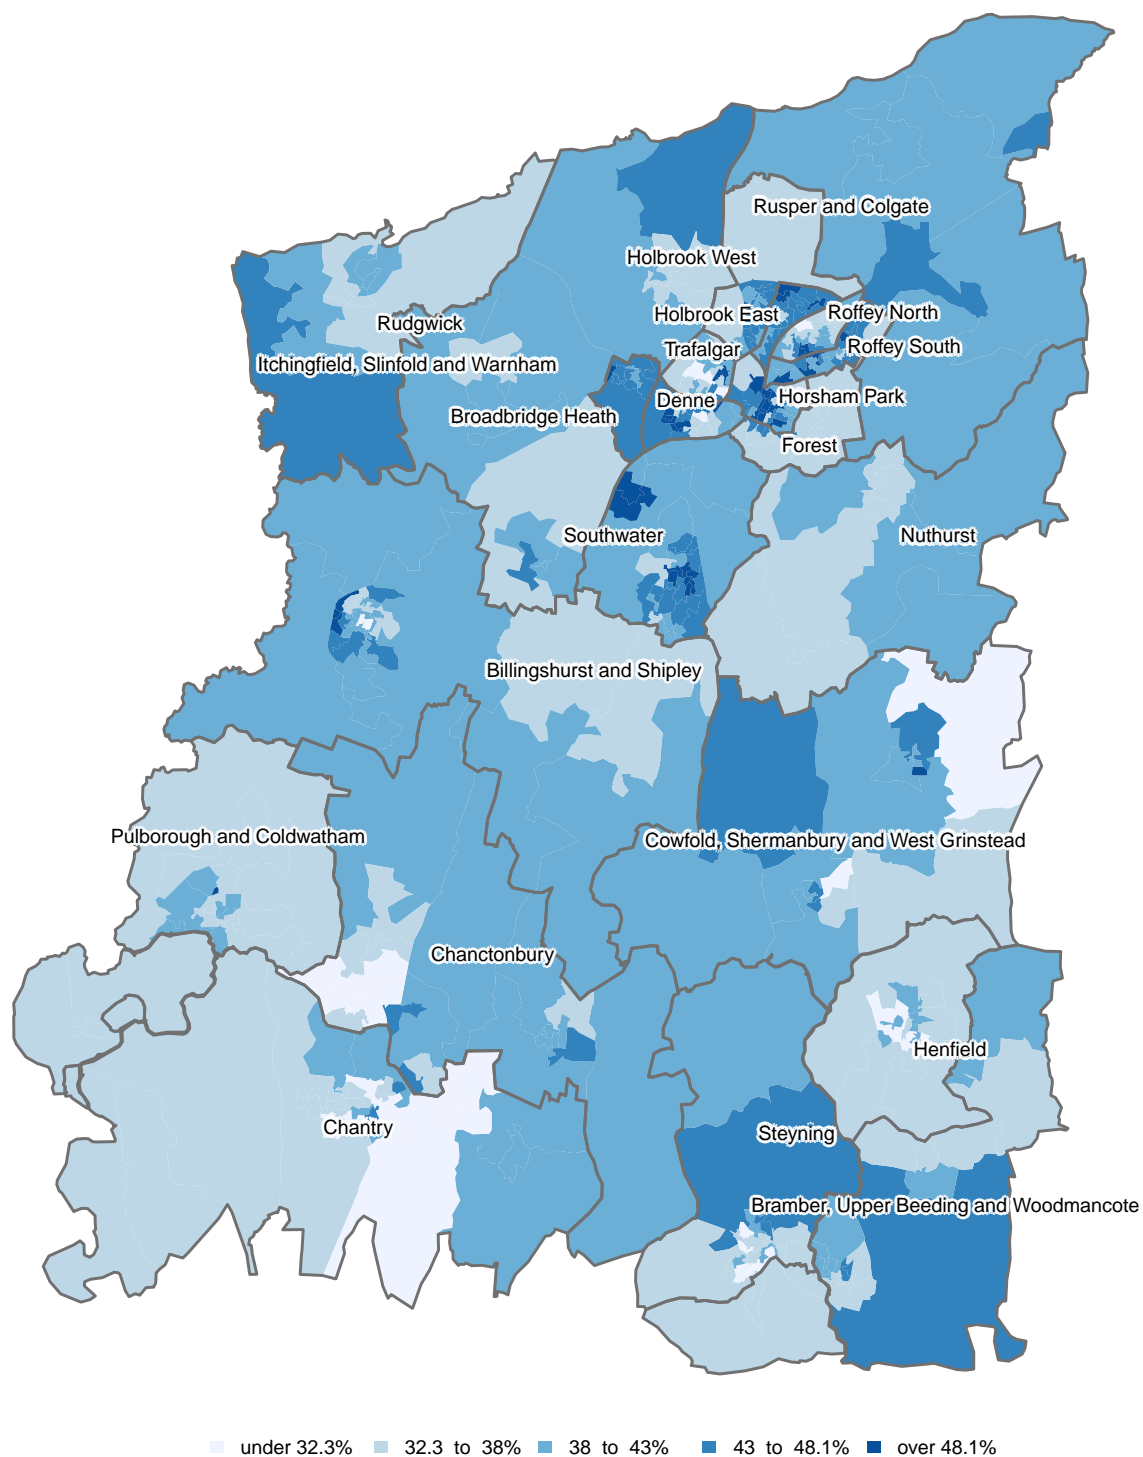 Rusper and Colgate
Holbrook West
Holbrook East
Roffey North
Rudgwick
Trafalgar
Roffey South
Itchingfield, Slinfold and Warnham
Denne
Horsham Park
Broadbridge Heath
Forest
Southwater
Nuthurst
Billingshurst and Shipley
Pulborough and Coldwatham
Cowfold, Shermanbury and West Grinstead
Chanctonbury
Henfield
Chantry
Steyning
Bramber, Upper Beeding and Woodmancote
under 32.3% 32.3 to 38% 38 to 43% 43 to 48.1% over 48.1%